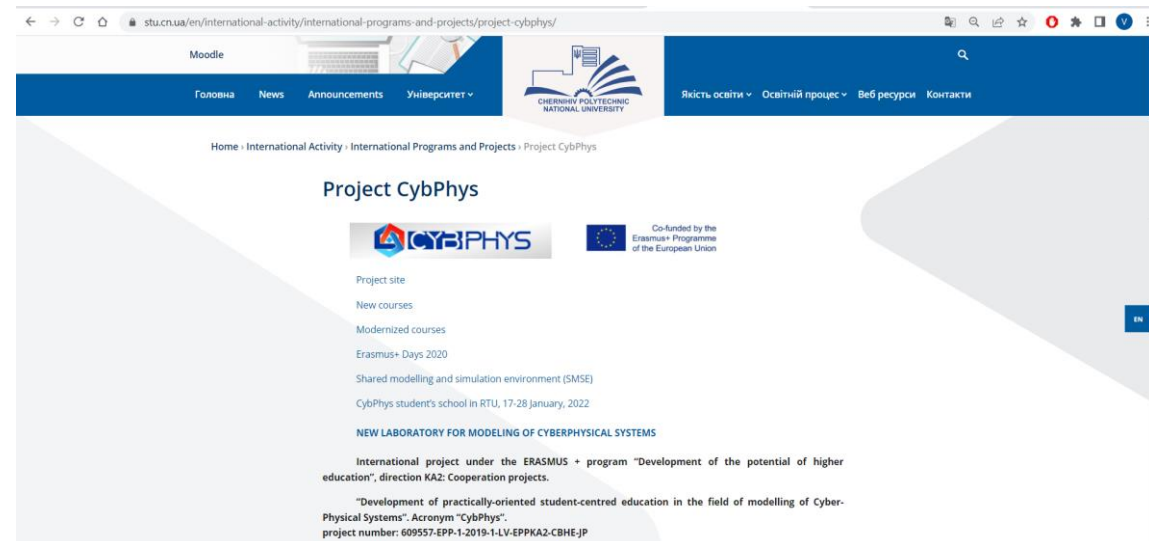 stu.cn.ua/en/international-activity/international-programs-and-projects/project-cybphys/
Moodle
Головна News Announcements Університет
CHERNIHIV POLYTECHNIC
NATIONAL UNIVERSITY
Якість освіти Освітній процес Веб ресурси Контакти
Home › International Activity › International Programs and Projects › Project CybPhys
Project CybPhys
CYBPHYS
Co-funded by the
Erasmus+ Programme
of the European Union
Project site
New courses
Modernized courses
Erasmus+ Days 2020
Shared modelling and simulation environment (SMSE)
CybPhys student's school in RTU, 17-28 January, 2022
EN
NEW LABORATORY FOR MODELING OF CYBERPHYSICAL SYSTEMS
International project under the ERASMUS + program "Development of the potential of higher
education", direction KA2: Cooperation projects.
"Development of practically-oriented student-centred education in the field of modelling of Cyber-
Physical Systems". Acronym "CybPhys".
project number: 609557-EPP-1-2019-1-LV-EPPKA2-CBHE-JP